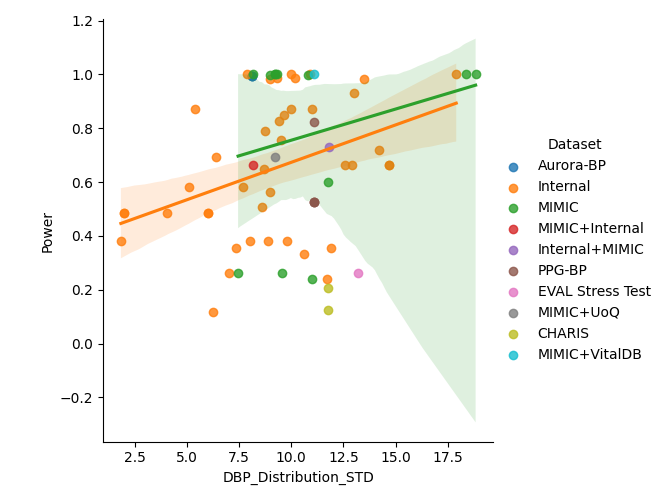 1.2
1.0
0.8
0.6
0.4
0.2
0.0
−0.2
Power
2.5 5.0 7.5 10.0 12.5 15.0 17.5
DBP_Distribution_STD
Dataset
Aurora-BP
Internal
MIMIC
MIMIC+Internal
Internal+MIMIC
PPG-BP
EVAL Stress Test
MIMIC+UoQ
CHARIS
MIMIC+VitalDB